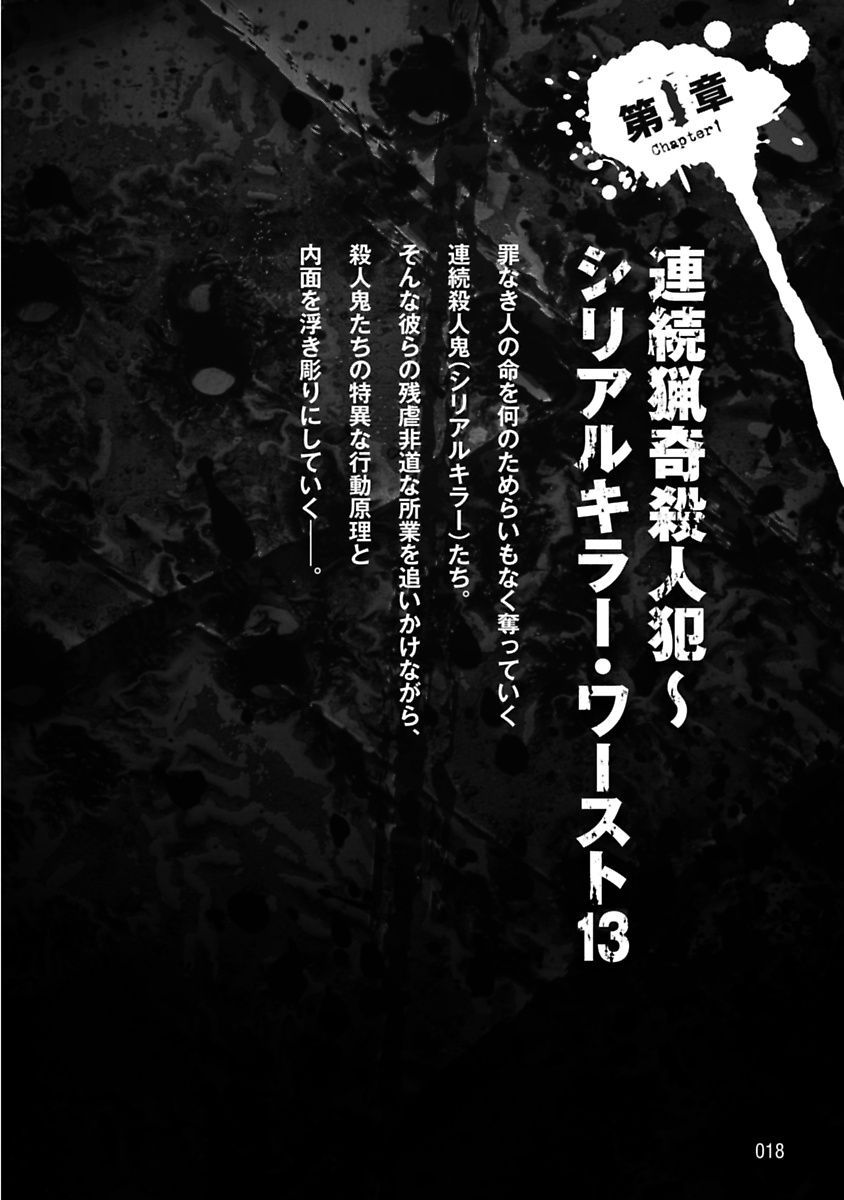 第1章
Chapter1
連続猟奇殺人犯～
シリアルキラー・ワースト13
罪なき人の命を何のためらいもなく奪っていく
連続殺人鬼（シリアルキラー）たち。
そんな彼らの残虐非道な所業を追いかけながら、
殺人鬼たちの特異な行動原理と
内面を浮き彫りにしていく――。
018